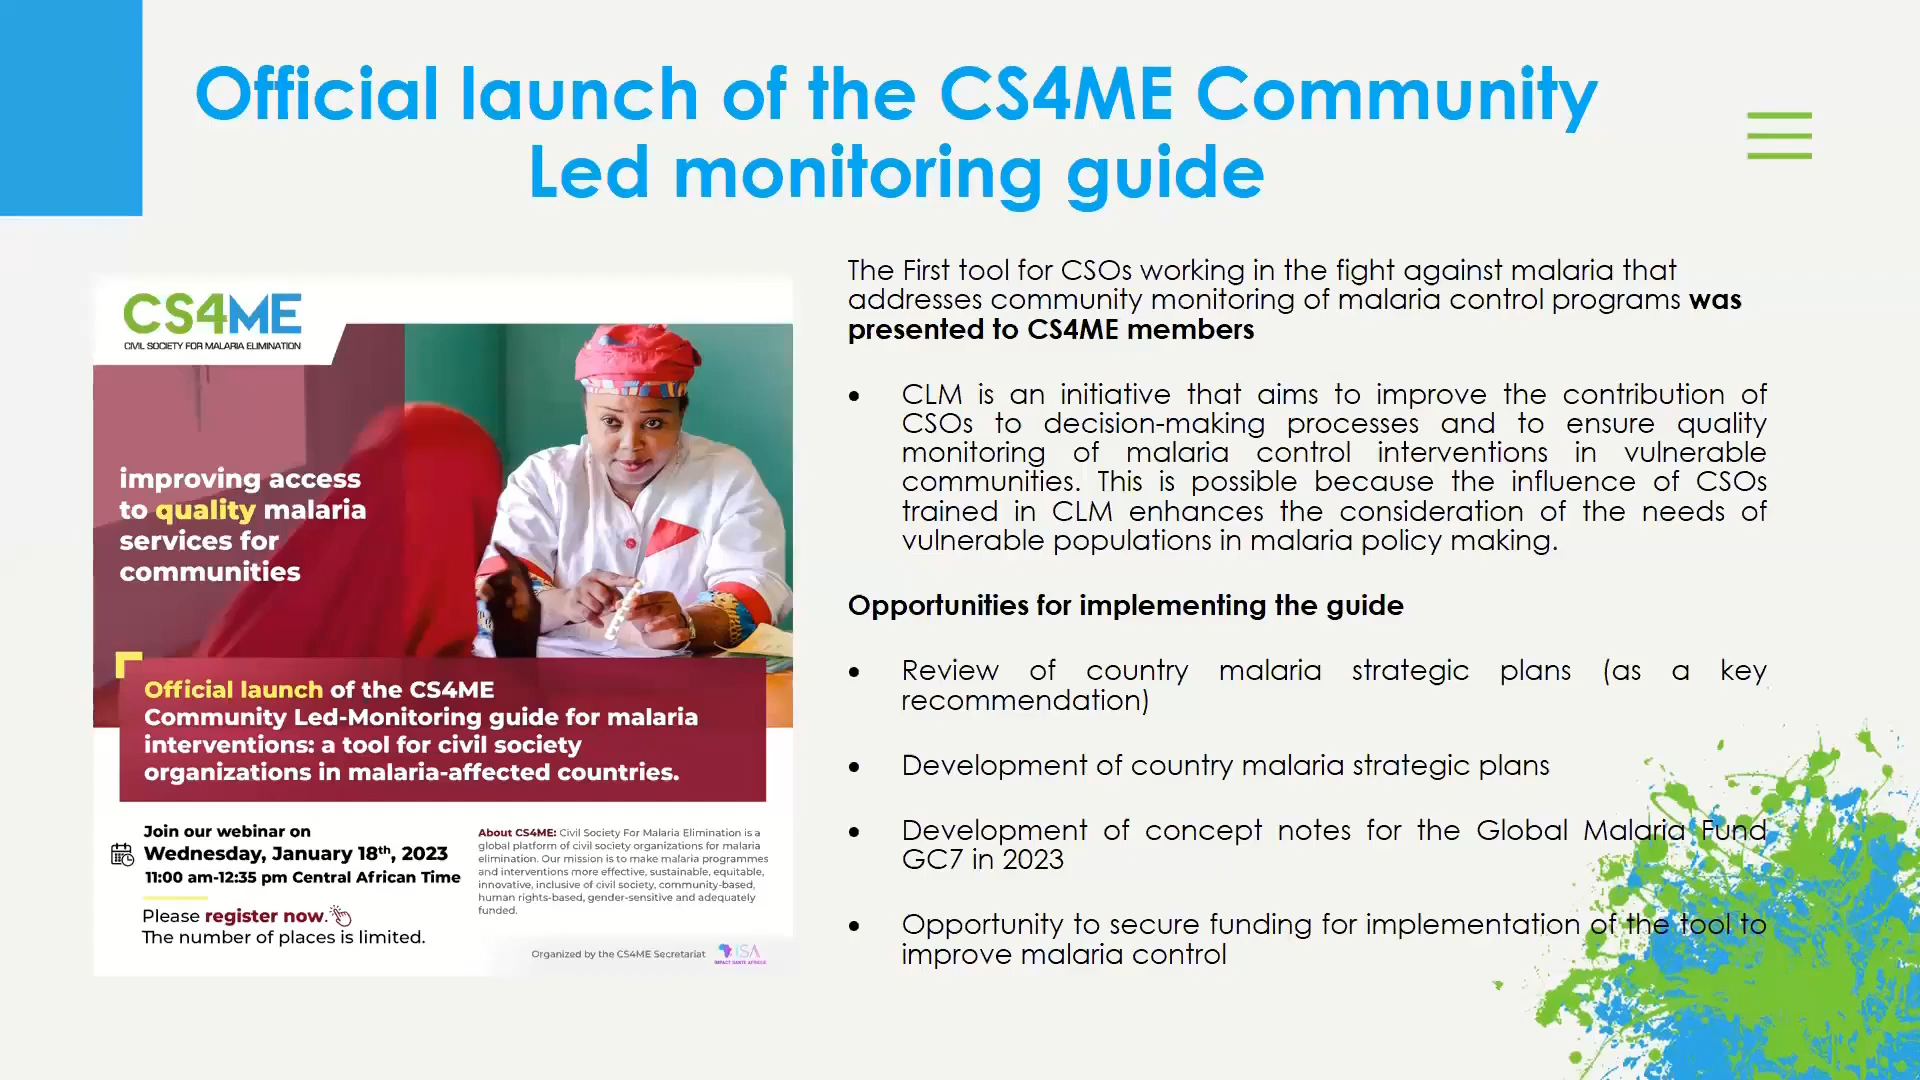 Official launch of the CS4ME Community
Led monitoring guide
CS4ME
CIVIL SOCIETY FOR MALARIA ELIMINATION
improving access
to quality malaria
services for
communities
Official launch of the CS4ME
Community Led-Monitoring guide for malaria
interventions: a tool for civil society
organizations in malaria-affected countries.
Join our webinar on
Wednesday, January 18th, 2023
11:00 am-12:35 pm Central African Time
Please register now.
The number of places is limited.
About CS4ME: Civil Society For Malaria Elimination is a
global platform of civil society organizations for malaria
elimination. Our mission is to make malaria programmes
and interventions more effective, sustainable, equitable,
innovative, inclusive of civil society, community-based,
human rights-based, gender-sensitive and adequately
funded.
Organized by the CS4ME Secretariat
ISA
IMPACT SANTE AFRIQUE
The First tool for CSOs working in the fight against malaria that
addresses community monitoring of malaria control programs was
presented to CS4ME members
• CLM is an initiative that aims to improve the contribution of
CSOs to decision-making processes and to ensure quality
monitoring of malaria control interventions in vulnerable
communities. This is possible because the influence of CSOs
trained in CLM enhances the consideration of the needs of
vulnerable populations in malaria policy making.
Opportunities for implementing the guide
• Review of country malaria strategic plans (as a key
recommendation)
• Development of country malaria strategic plans
• Development of concept notes for the Global Malaria Fund
GC7 in 2023
• Opportunity to secure funding for implementation of the tool to
improve malaria control